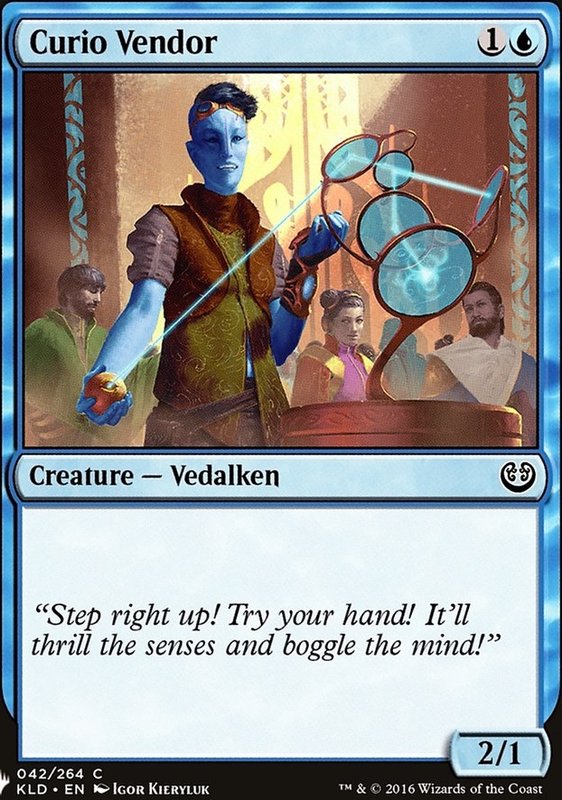 Curio Vendor 1
Creature — Vedalken
“Step right up! Try your hand! It’ll
thrill the senses and boggle the mind!”
2/1
042/264 C
KLD • EN Igor Kieryluk
™ & © 2016 Wizards of the Coast